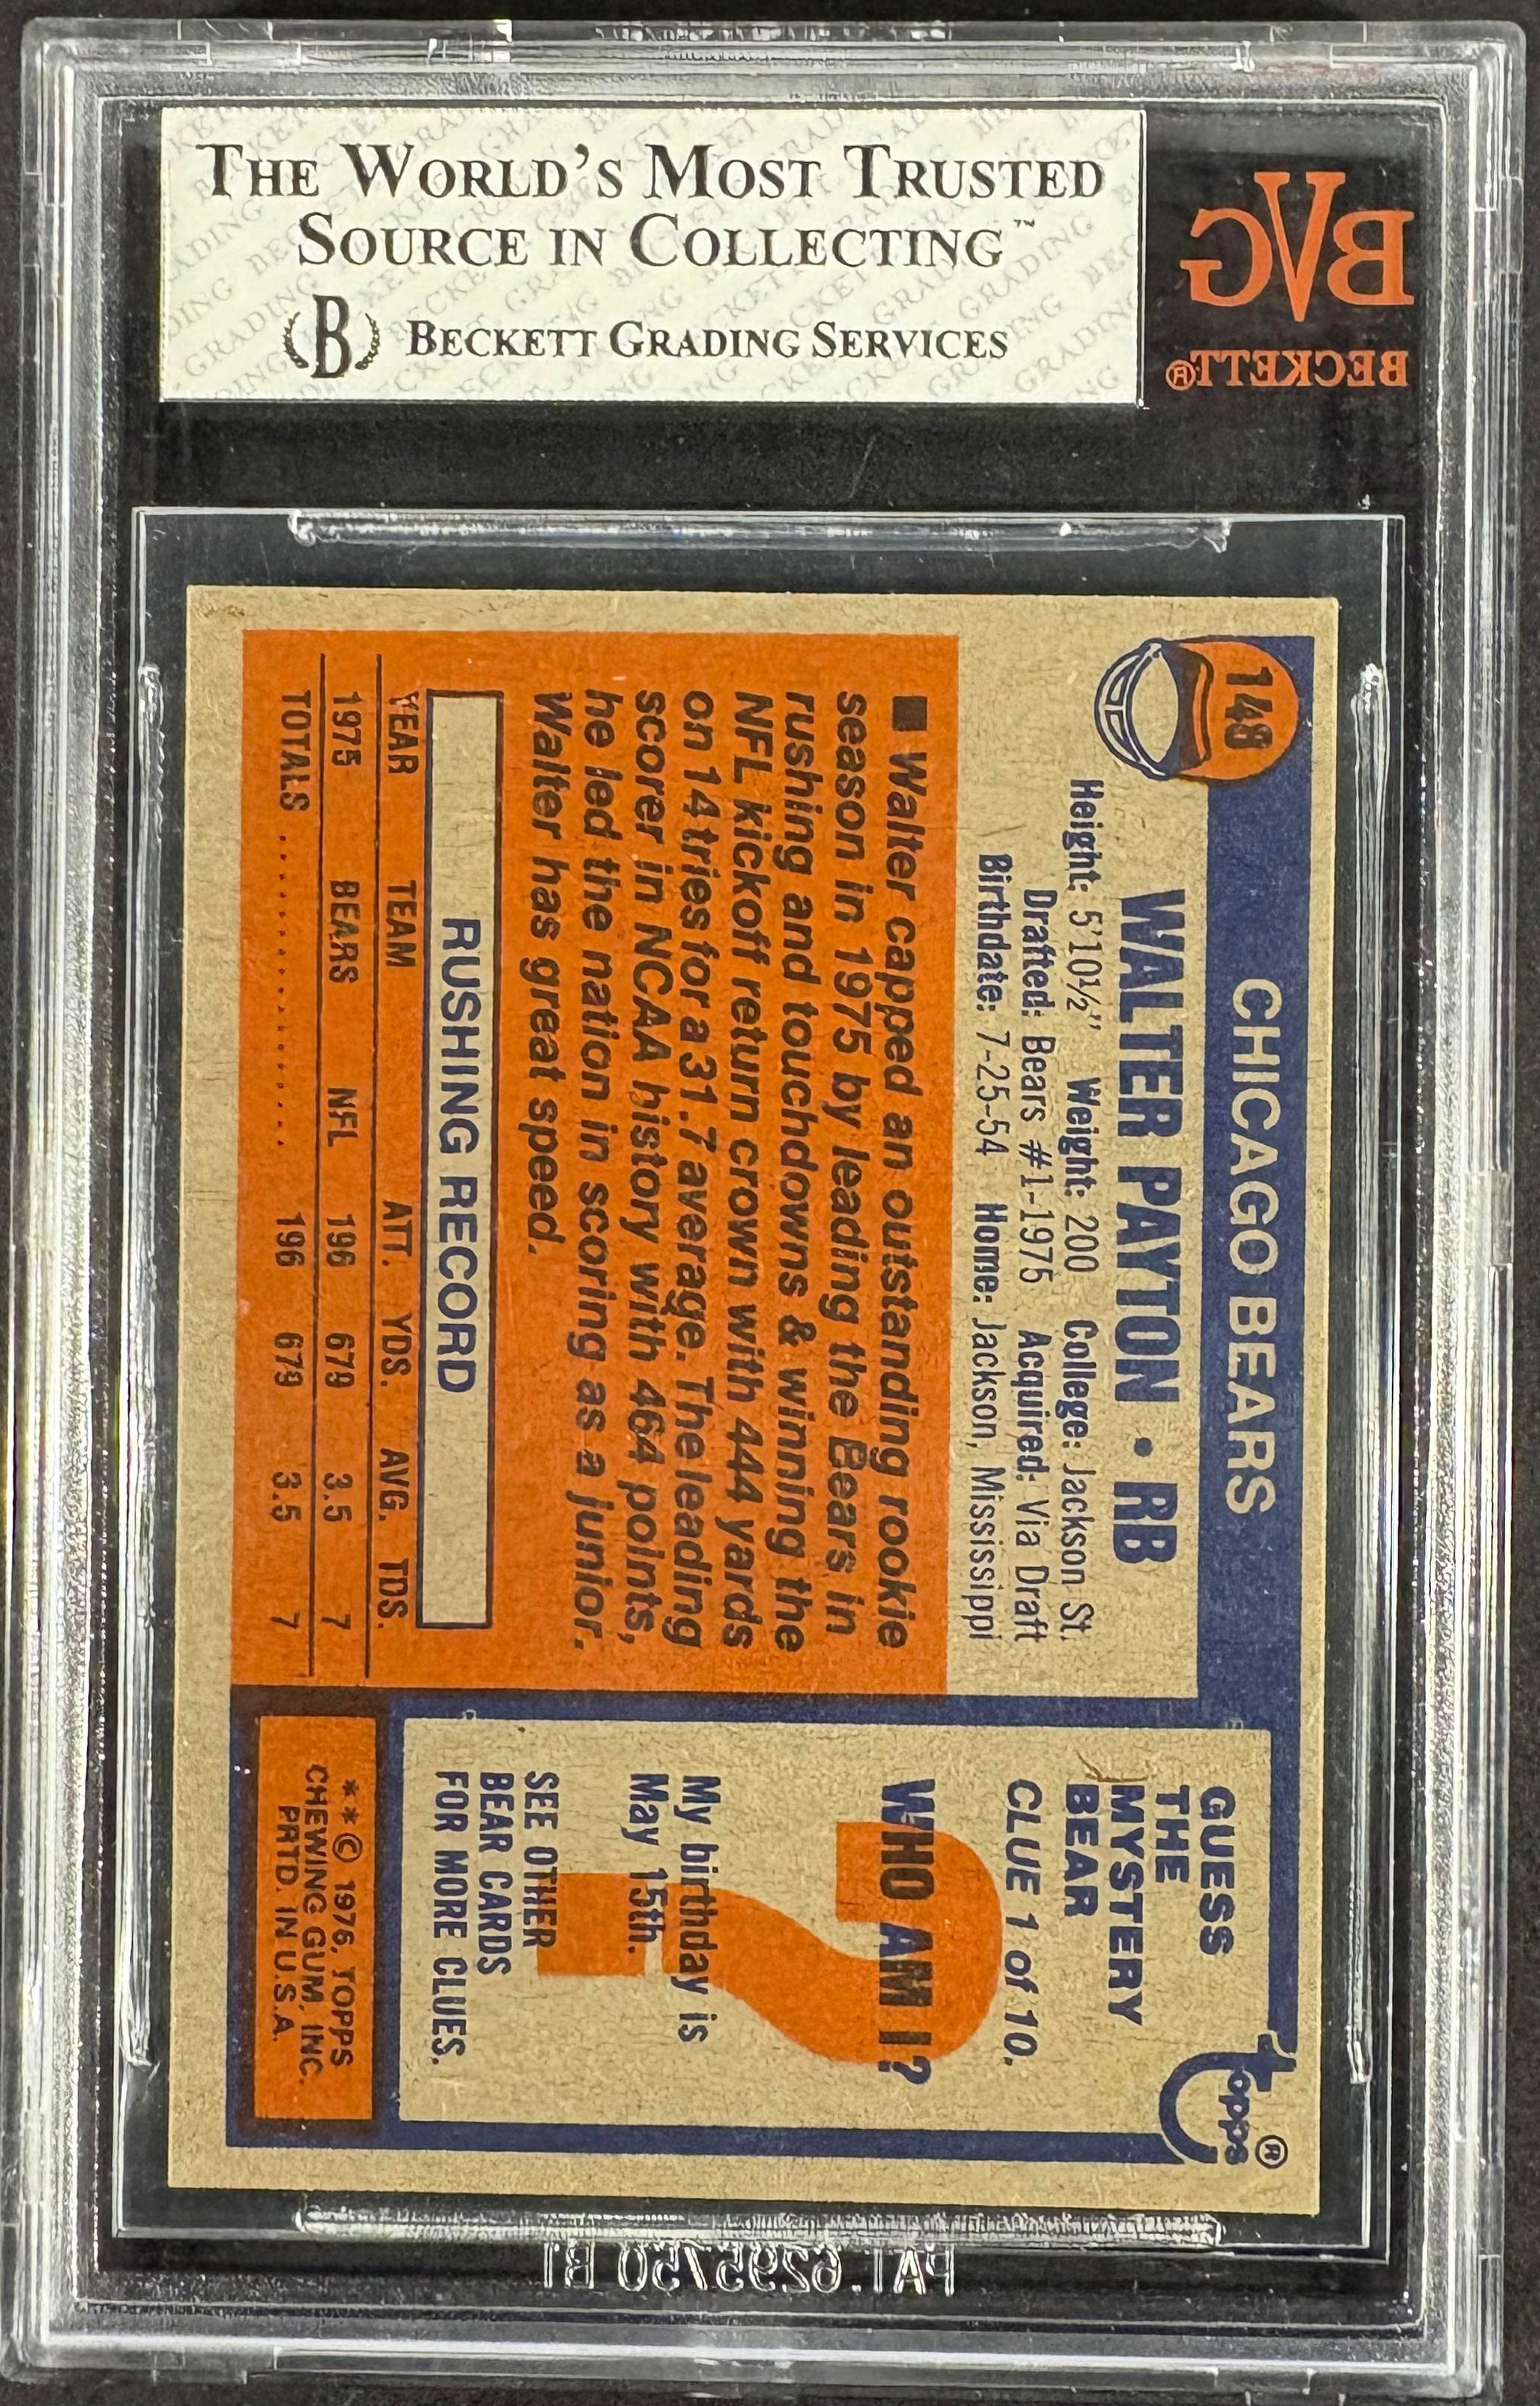 THE WORLD'S MOST TRUSTED
SOURCE IN COLLECTING™
B BECKETT GRADING SERVICES
BVG
BECKETT®
148
CHICAGO BEARS
WALTER PAYTON • RB
Height: 5'10½" Weight: 200 College: Jackson St.
Drafted: Bears #1-1975 Acquired: Via Draft
Birthdate: 7-25-54 Home: Jackson, Mississippi
■ Walter capped an outstanding rookie
season in 1975 by leading the Bears in
rushing and touchdowns & winning the
NFL kickoff return crown with 444 yards
on 14 tries for a 31.7 average. The leading
scorer in NCAA history with 464 points,
he led the nation in scoring as a junior.
Walter has great speed.
RUSHING RECORD
YEAR TEAM ATT. YDS. AVG. TDS.
1975 BEARS NFL 196 679 3.5 7
TOTALS .................... 196 679 3.5 7
topps®
GUESS
THE
MYSTERY
BEAR
CLUE 1 of 10.
WHO AM I?
My birthday is
May 15th.
SEE OTHER
BEAR CARDS
FOR MORE CLUES.
**© 1976, TOPPS
CHEWING GUM, INC.
PRTD. IN U.S.A.